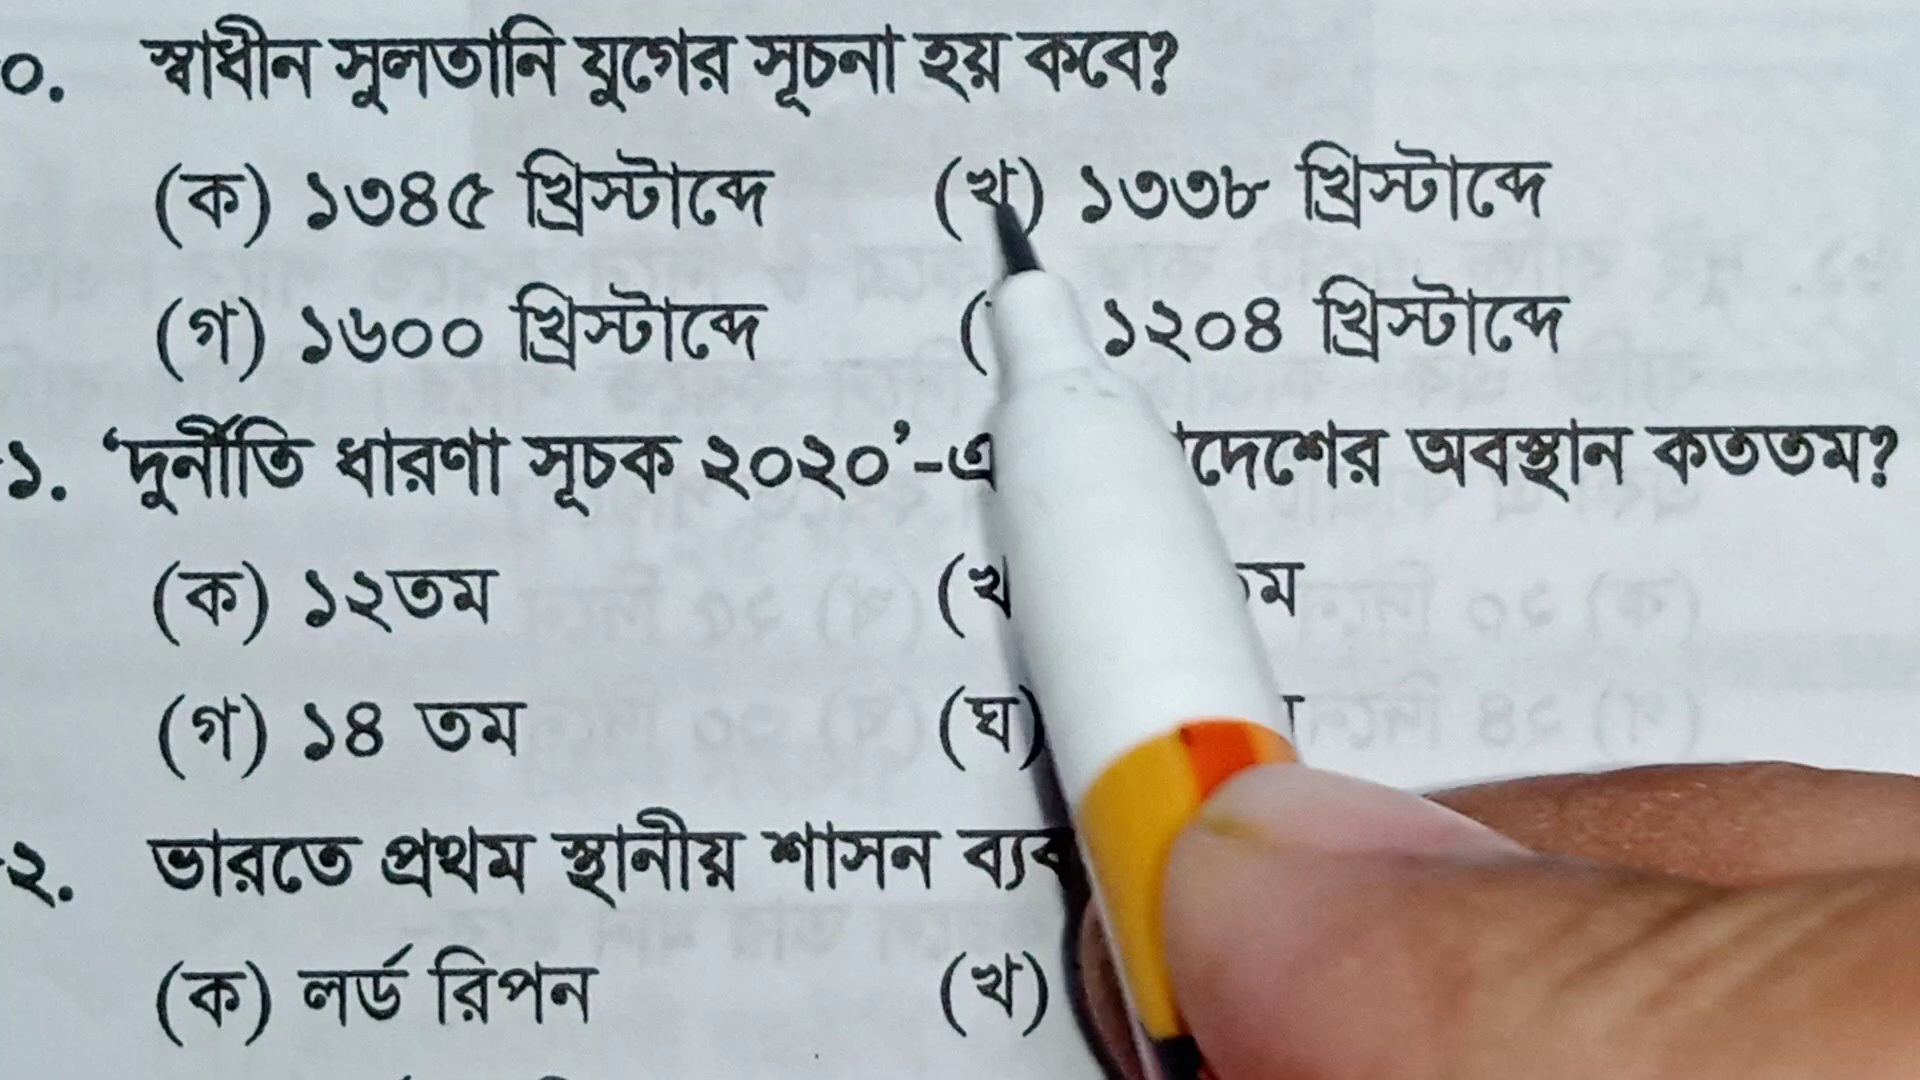 ০. স্বাধীন সুলতানি যুগের সূচনা হয় কবে?
(ক) ১৩৪৫ খ্রিস্টাব্দে (খ) ১৩৩৮ খ্রিস্টাব্দে
(গ) ১৬০০ খ্রিস্টাব্দে ১২০৪ খ্রিস্টাব্দে
১. ‘দুর্নীতি ধারণা সূচক ২০২০’-এ অবস্থান কততম?
(ক) ১২তম (খ
(গ) ১৪ তম (ঘ)
২. ভারতে প্রথম স্থানীয় শাসন
(ক) লর্ড রিপন (খ)